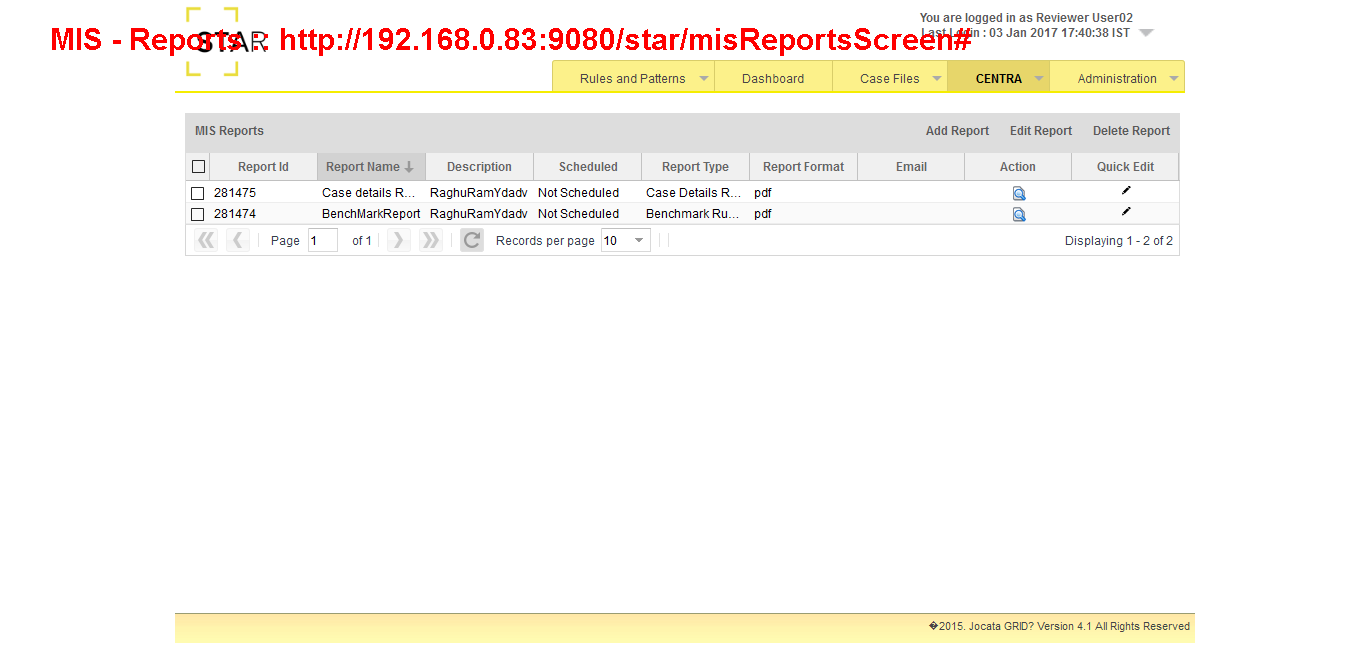 You are logged in as Reviewer User02
MIS - Reports :: http://192.168.0.83:9080/star/misReportsScreen#
STAR
Last Login : 03 Jan 2017 17:40:38 IST
Rules and Patterns Dashboard Case Files CENTRA Administration
MIS Reports Add Report Edit Report Delete Report
Report Id Report Name Description Scheduled Report Type Report Format Email Action Quick Edit
281475 Case details R... RaghuRamYdadv Not Scheduled Case Details R... pdf
281474 BenchMarkReport RaghuRamYdadv Not Scheduled Benchmark Ru... pdf
Page 1 of 1 Records per page 10 Displaying 1 - 2 of 2
�2015. Jocata GRID? Version 4.1 All Rights Reserved